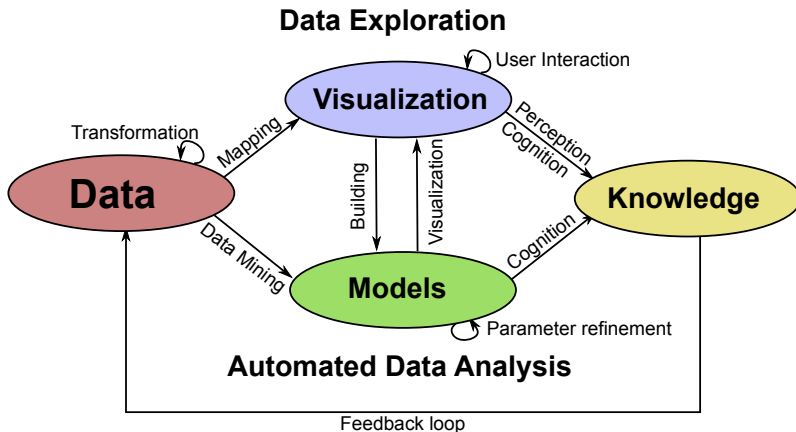 Data Exploration
User Interaction
Visualization
Transformation
Mapping
Perception
Cognition
Data
Building
Visualization
Knowledge
Data Mining
Cognition
Models
Parameter refinement
Automated Data Analysis
Feedback loop